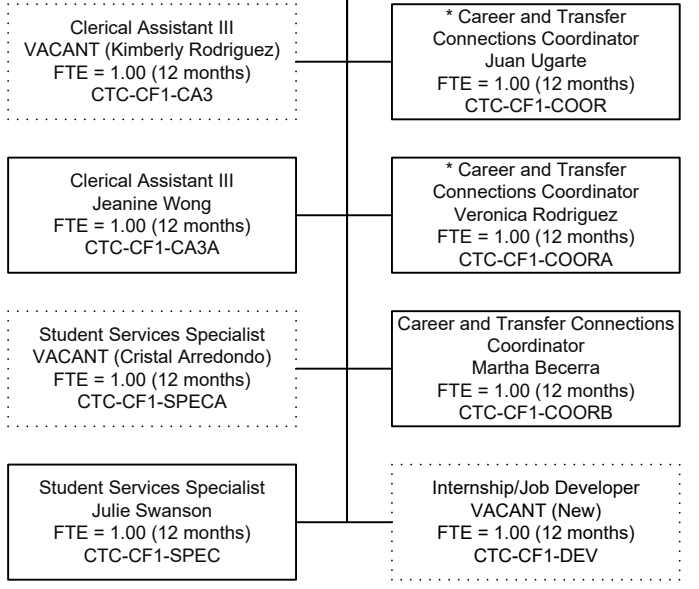 Clerical Assistant III
VACANT (Kimberly Rodriguez)
FTE = 1.00 (12 months)
CTC-CF1-CA3
* Career and Transfer
Connections Coordinator
Juan Ugarte
FTE = 1.00 (12 months)
CTC-CF1-COOR
Clerical Assistant III
Jeanine Wong
FTE = 1.00 (12 months)
CTC-CF1-CA3A
* Career and Transfer
Connections Coordinator
Veronica Rodriguez
FTE = 1.00 (12 months)
CTC-CF1-COORA
Student Services Specialist
VACANT (Cristal Arredondo)
FTE = 1.00 (12 months)
CTC-CF1-SPECA
Career and Transfer Connections
Coordinator
Martha Becerra
FTE = 1.00 (12 months)
CTC-CF1-COORB
Student Services Specialist
Julie Swanson
FTE = 1.00 (12 months)
CTC-CF1-SPEC
Internship/Job Developer
VACANT (New)
FTE = 1.00 (12 months)
CTC-CF1-DEV